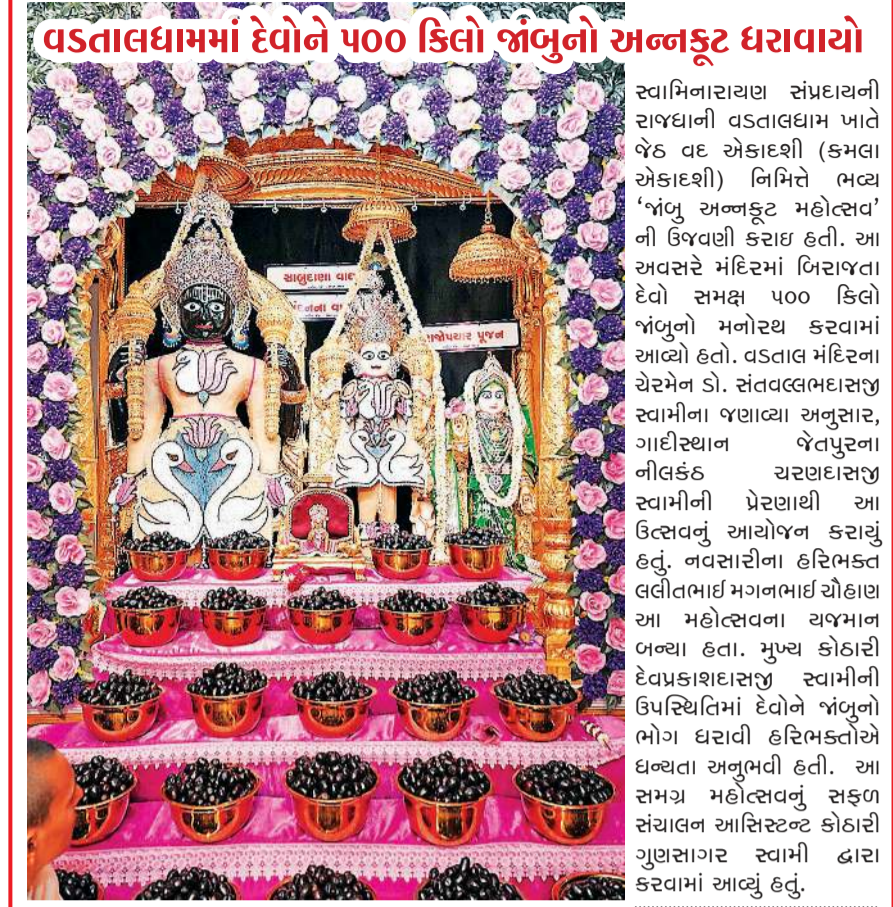 વડતાલધામમાં દેવોને ૫૦૦ કિલો જાંબુનો અન્નકૂટ ધરાવાયો
સાબુદાણા વાઘ
ચંદનના વા
રાજોપચાર પૂજન
સ્વામિનારાયણ સંપ્રદાયની
રાજધાની વડતાલધામ ખાતે
જેઠ વદ એકાદશી (કમલા
એકાદશી) નિમિત્તે ભવ્ય
‘જાંબુ અન્નકૂટ મહોત્સવ’
ની ઉજવણી કરાઇ હતી. આ
અવસરે મંદિરમાં બિરાજતા
દેવો સમક્ષ ૫૦૦ કિલો
જાંબુનો મનોરથ કરવામાં
આવ્યો હતો. વડતાલ મંદિરના
ચેરમેન ડો. સંતવલ્લભદાસજી
સ્વામીના જણાવ્યા અનુસાર,
ગાદીસ્થાન જેતપુરના
નીલકંઠ ચરણદાસજી
સ્વામીની પ્રેરણાથી આ
ઉત્સવનું આયોજન કરાયું
હતું. નવસારીના હરિભક્ત
લલીતભાઈ મગનભાઈ ચૌહાણ
આ મહોત્સવના યજમાન
બન્યા હતા. મુખ્ય કોઠારી
દેવપ્રકાશદાસજી સ્વામીની
ઉપસ્થિતિમાં દેવોને જાંબુનો
ભોગ ધરાવી હરિભક્તોએ
ધન્યતા અનુભવી હતી. આ
સમગ્ર મહોત્સવનું સફળ
સંચાલન આસિસ્ટન્ટ કોઠારી
ગુણસાગર સ્વામી દ્વારા
કરવામાં આવ્યું હતું.